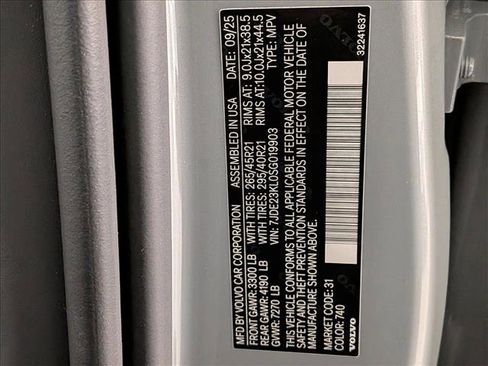 MFD BY VOLVO CAR CORPORATION ASSEMBLED IN USA 09/25
FRONT GAWR: 3300 LB WITH TIRES: 265/45R21 RIMS AT: 9.0Jx21x38.5
REAR GAWR: 4190 LB WITH TIRES: 295/40R21 RIMS AT: 10.0Jx21x44.5
GVWR: 7270 LB VIN: 7JDE23KL0SG019903 TYPE: MPV
THIS VEHICLE CONFORMS TO ALL APPLICABLE FEDERAL MOTOR VEHICLE
SAFETY AND THEFT PREVENTION STANDARDS IN EFFECT ON THE DATE OF
MANUFACTURE SHOWN ABOVE.
MARKET CODE: 31
COLOR: 740
VOLVO 32241637